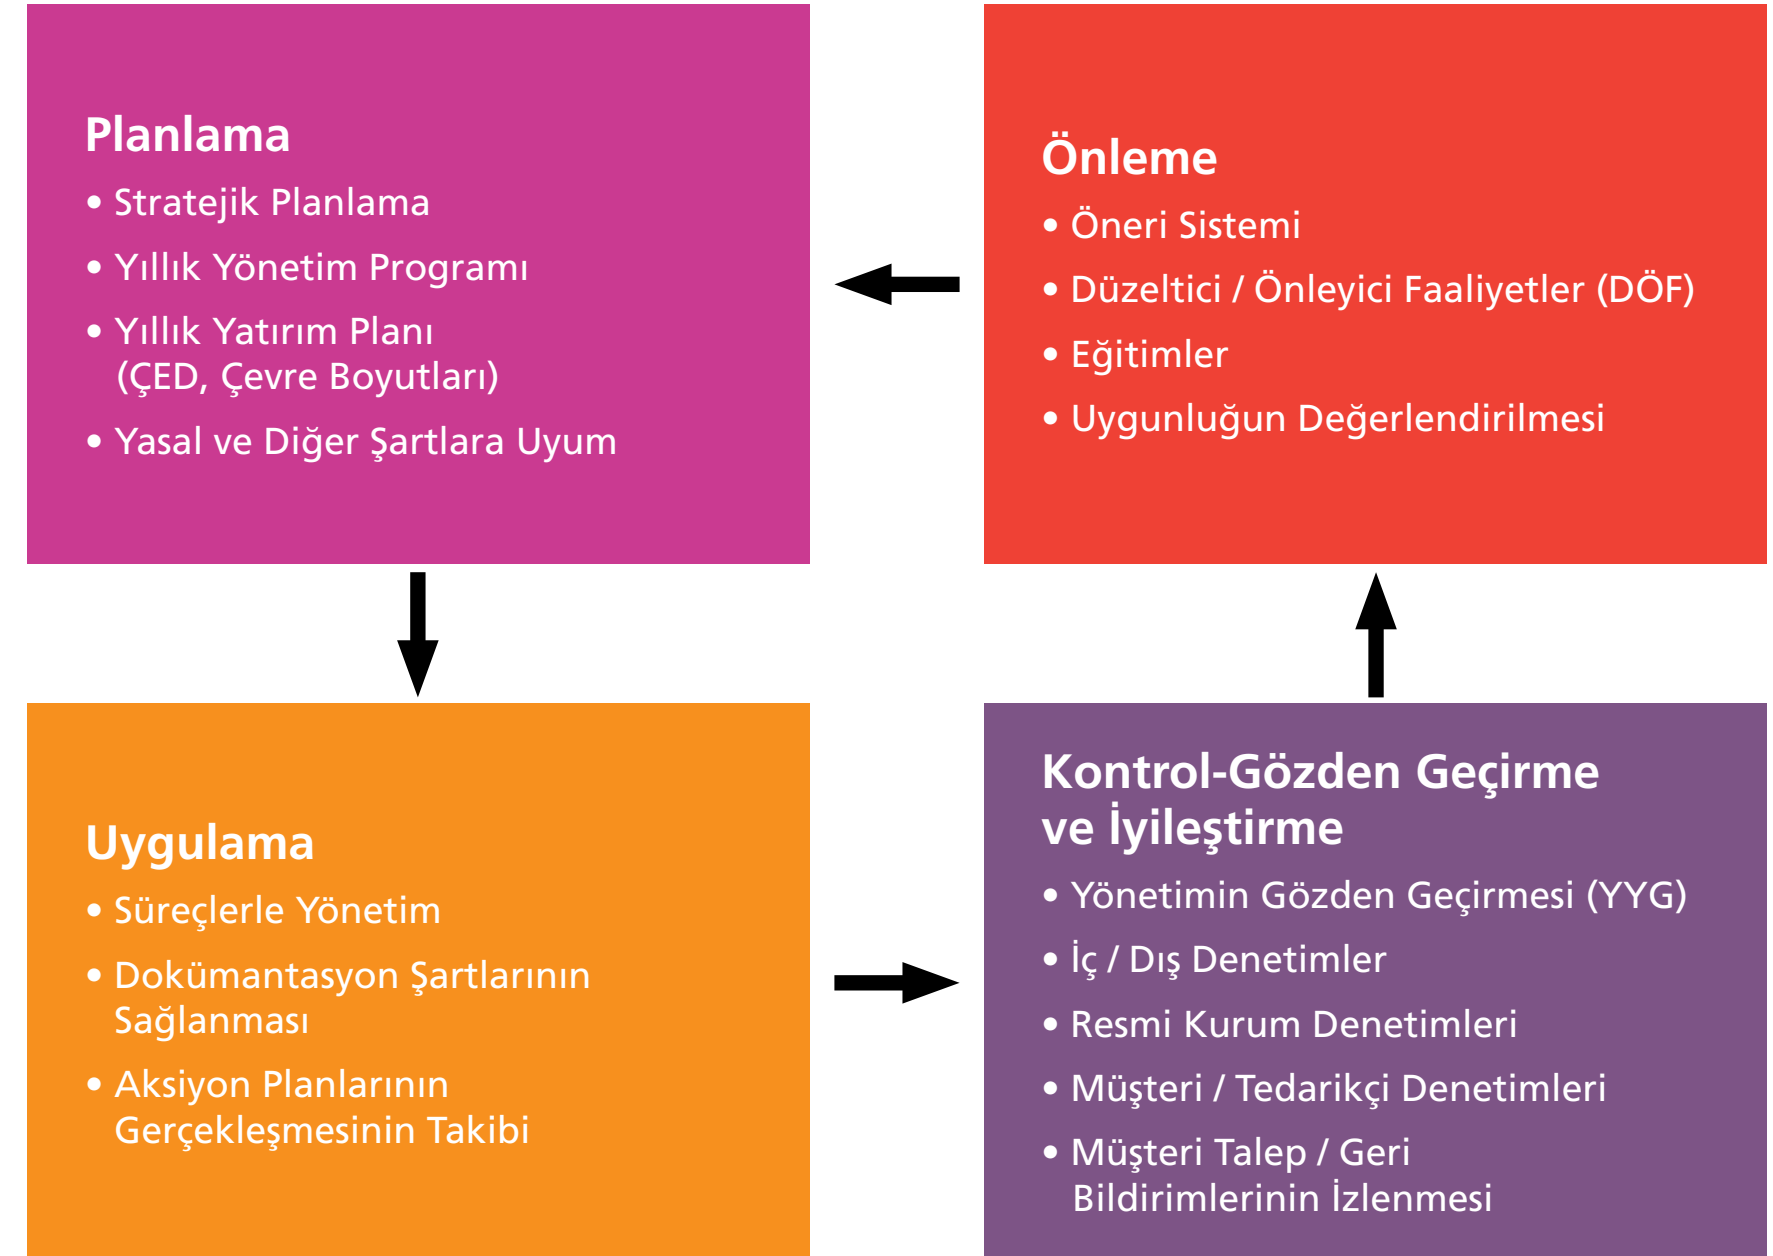 Planlama
• Stratejik Planlama
• Yıllık Yönetim Programı
• Yıllık Yatırım Planı
(ÇED, Çevre Boyutları)
• Yasal ve Diğer Şartlara Uyum
Önleme
• Öneri Sistemi
• Düzeltici / Önleyici Faaliyetler (DÖF)
• Eğitimler
• Uygunluğun Değerlendirilmesi
Uygulama
• Süreçlerle Yönetim
• Dokümantasyon Şartlarının
Sağlanması
• Aksiyon Planlarının
Gerçekleşmesinin Takibi
Kontrol-Gözden Geçirme
ve İyileştirme
• Yönetimin Gözden Geçirmesi (YYG)
• İç / Dış Denetimler
• Resmi Kurum Denetimleri
• Müşteri / Tedarikçi Denetimleri
• Müşteri Talep / Geri
Bildirimlerinin İzlenmesi